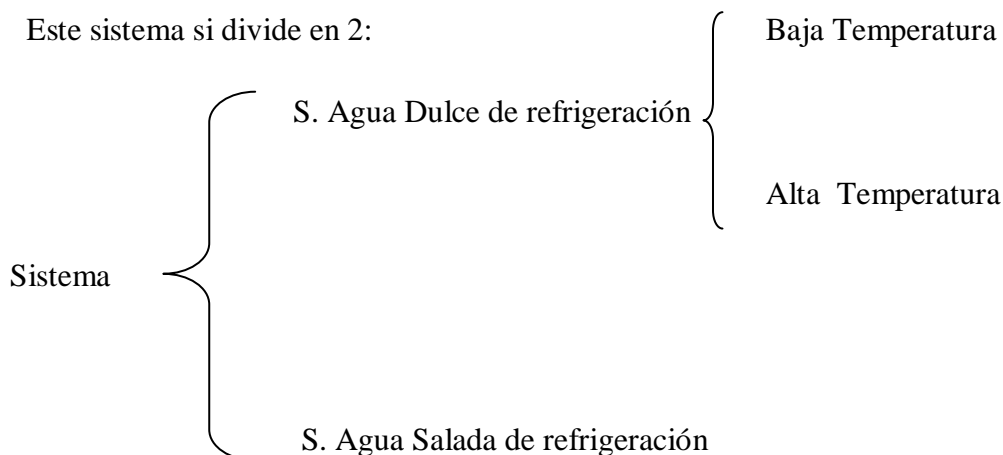 Este sistema si divide en 2:
Baja Temperatura
S. Agua Dulce de refrigeración
Alta  Temperatura
Sistema
S. Agua Salada de refrigeración